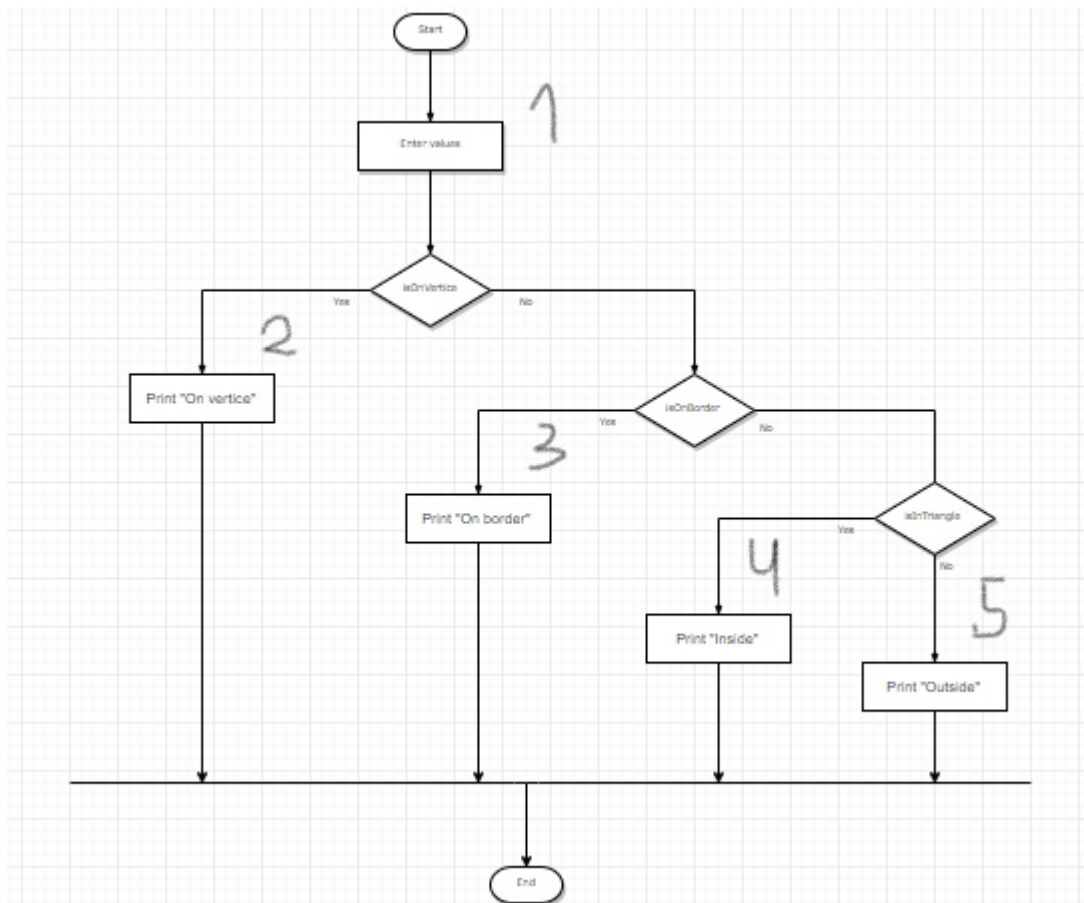 Start
1
Enter values
isOnVertice
Yes
No
2
Print "On vertice"
isOnBorder
Yes
No
3
Print "On border"
isInTriangle
Yes
No
4
5
Print "Inside"
Print "Outside"
End